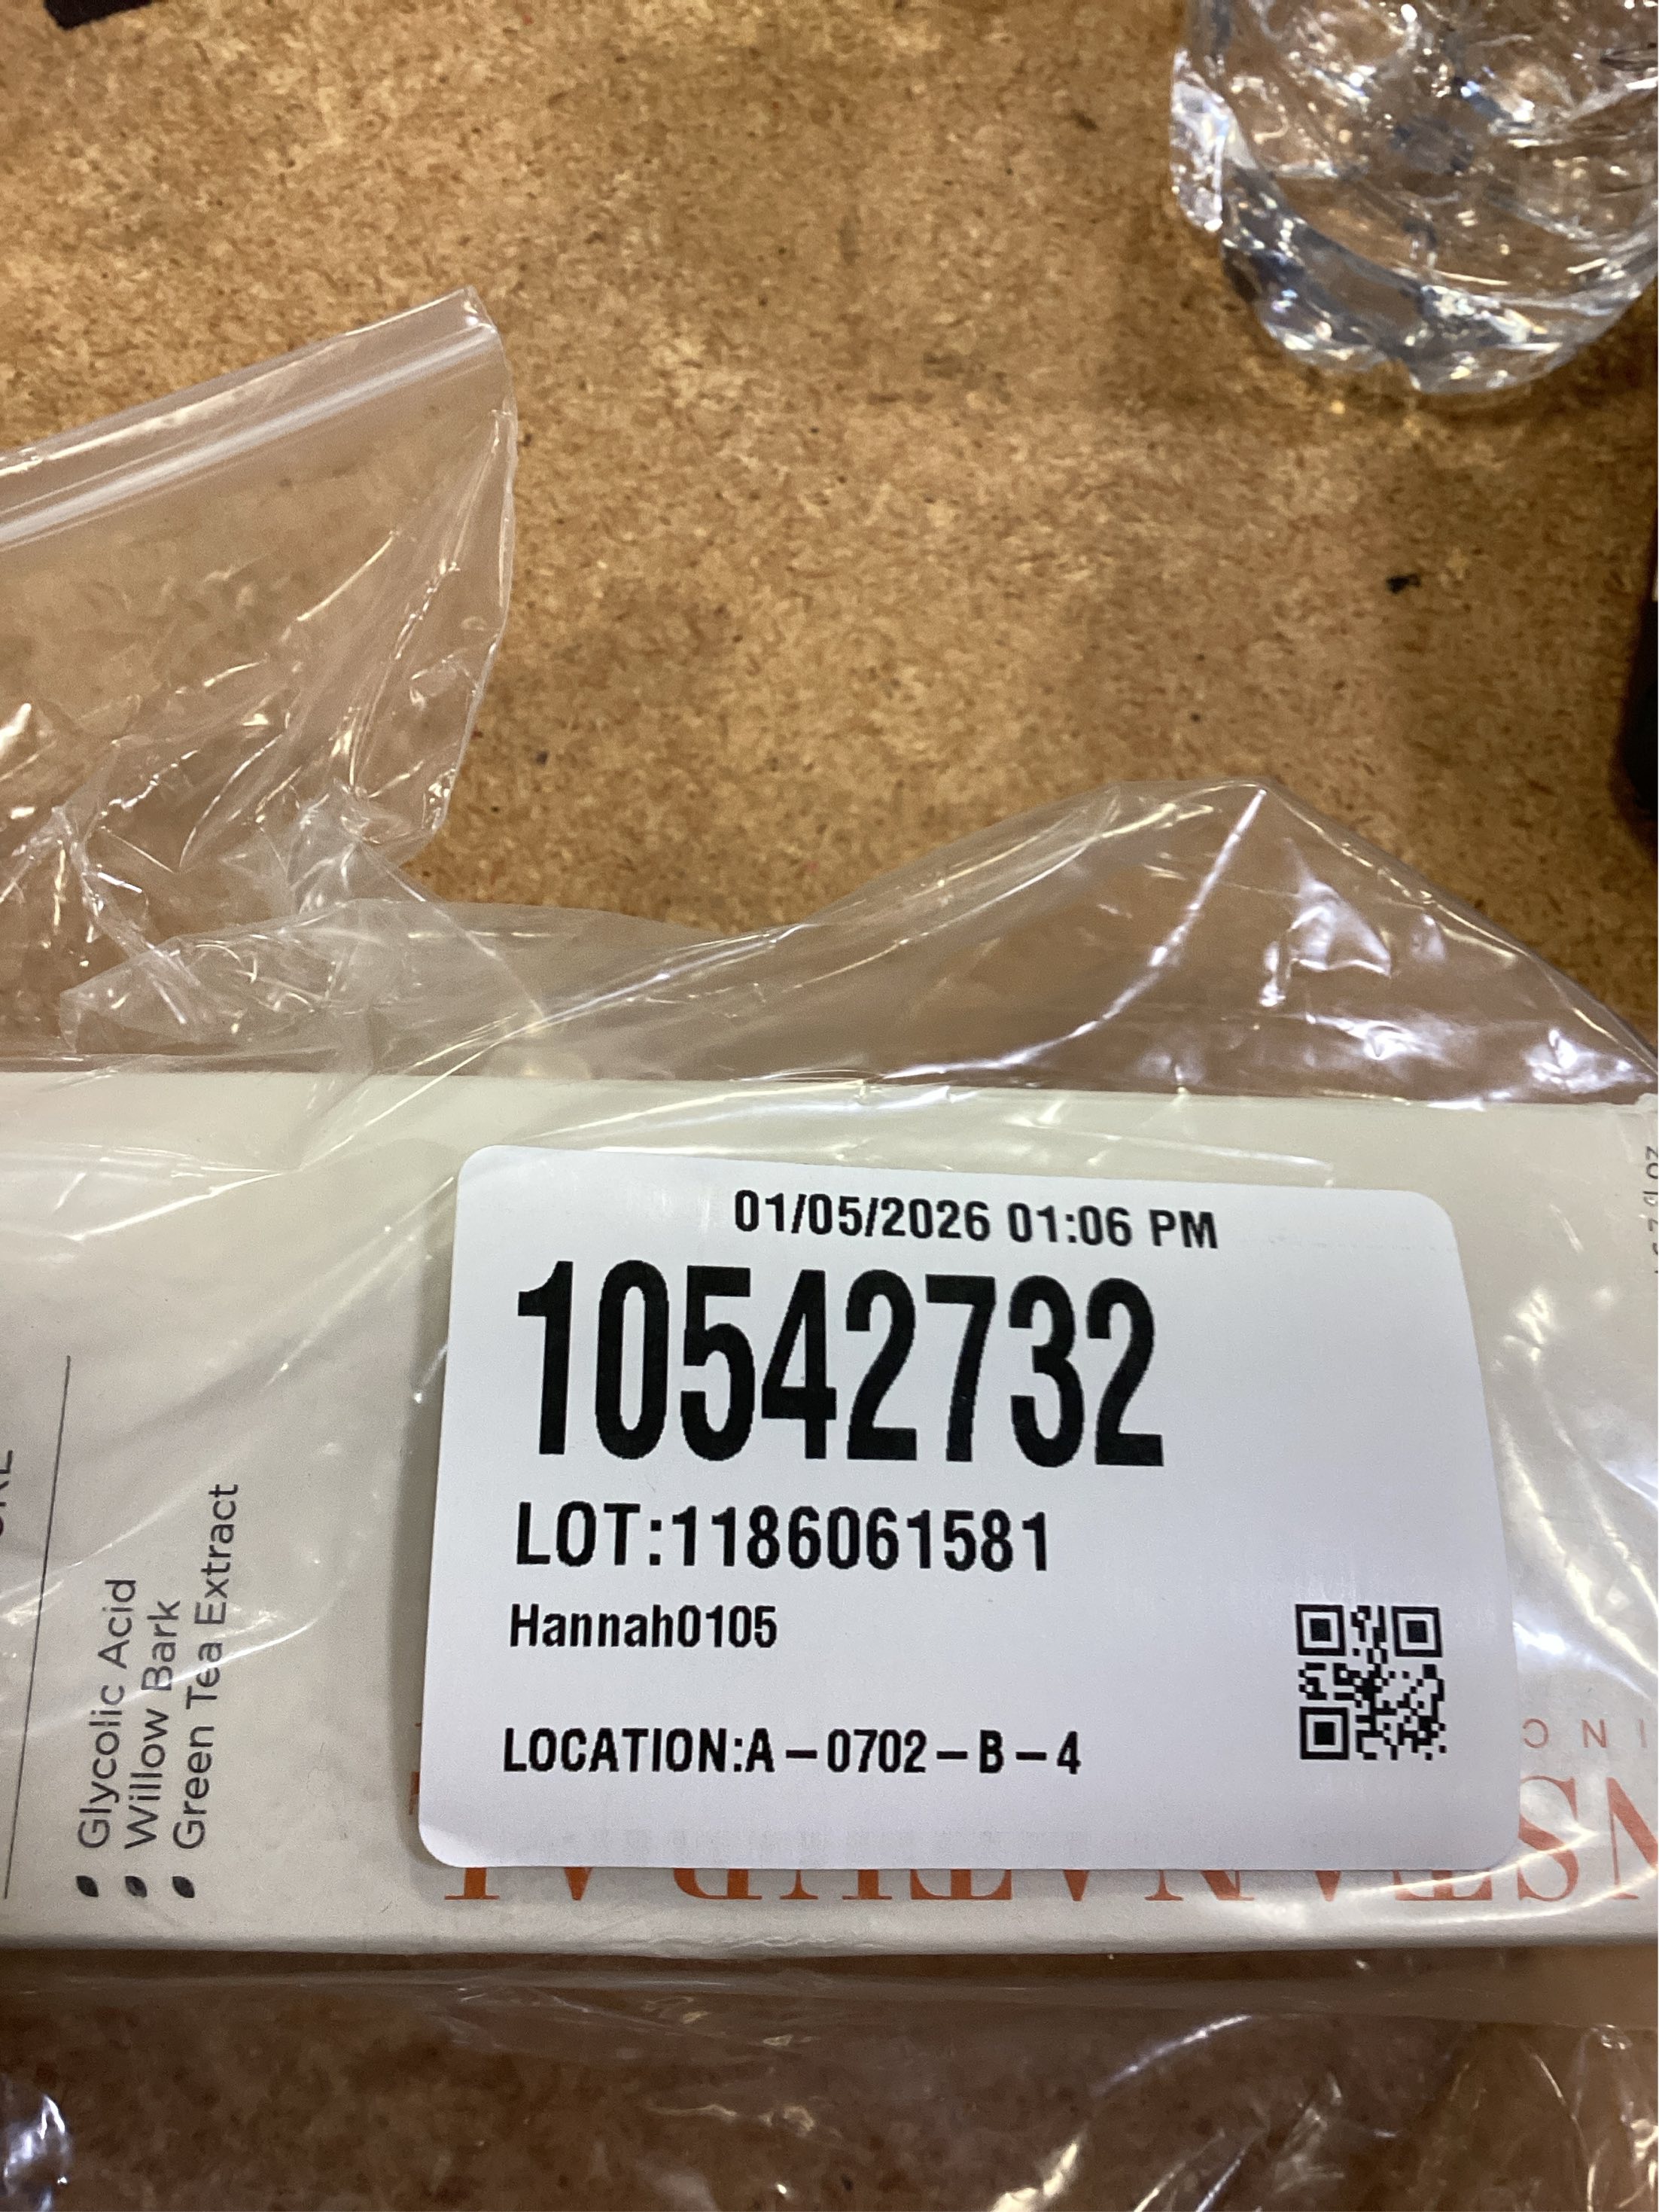 01/05/2026 01:06 PM
10542732
LOT:1186061581
Hannah0105
LOCATION:A-0702-B-4
Glycolic Acid
Willow Bark
Green Tea Extract